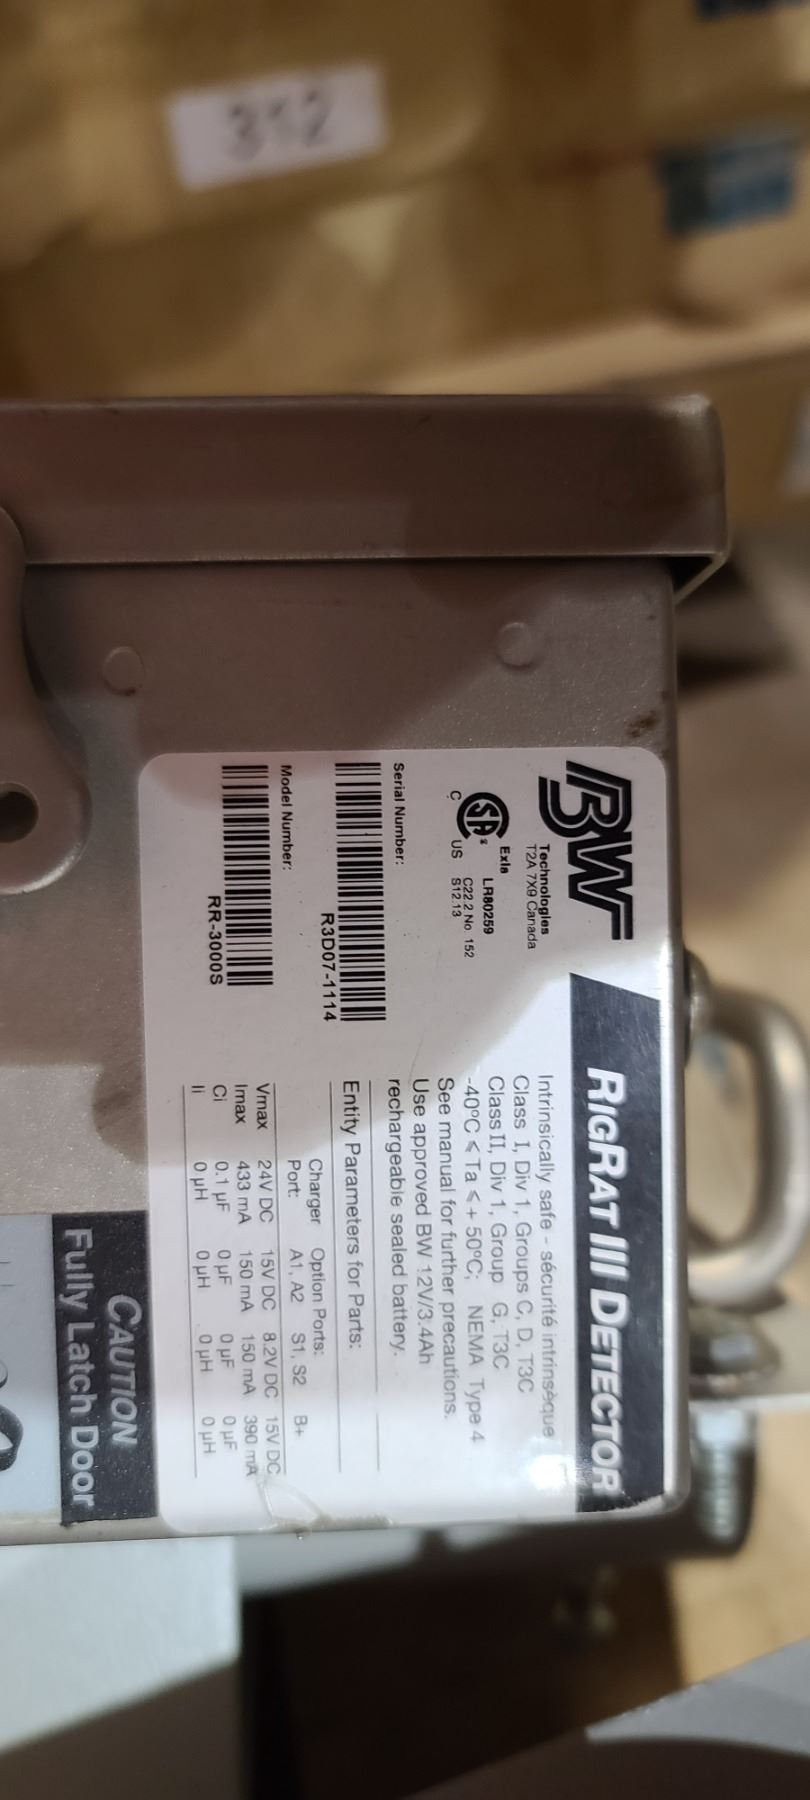 BW
Technologies
T2A 7X9 Canada
RIGRAT III DETECTOR
Exia
LR80259
C22.2 No. 152
S12.13
SA
C US
Intrinsically safe - sécurité intrinsèque
Class I, Div 1, Groups C, D, T3C
Class II, Div 1, Group G, T3C
-40°C ≤ Ta ≤ + 50°C; NEMA Type 4
See manual for further precautions.
Use approved BW 12V/3.4Ah
rechargeable sealed battery.
Serial Number:
R3D07-1114
Model Number:
RR-3000S
Entity Parameters for Parts:
Charger Option Ports:
Port: A1, A2 S1, S2 B+
Vmax 24V DC 15V DC 8.2V DC 15V DC
Imax 433 mA 150 mA 150 mA 390 mA
Ci 0.1 µF 0 µF 0 µF 0 µF
li 0 µH 0 µH 0 µH 0 µH
CAUTION
Fully Latch Door